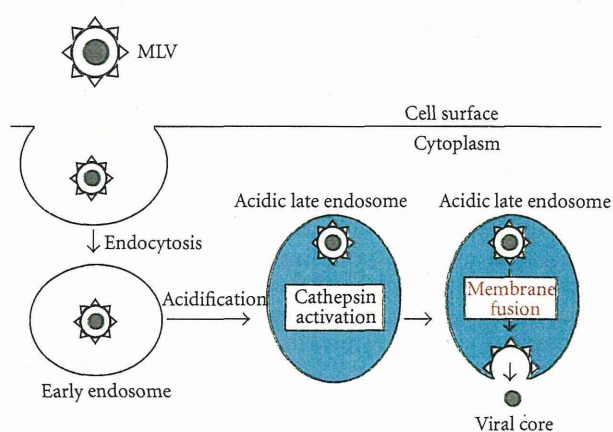 MLV
Cell surface
Cytoplasm
Endocytosis
Early endosome
Acidification
Acidic late endosome
Cathepsin
activation
Acidic late endosome
Membrane
fusion
Viral core